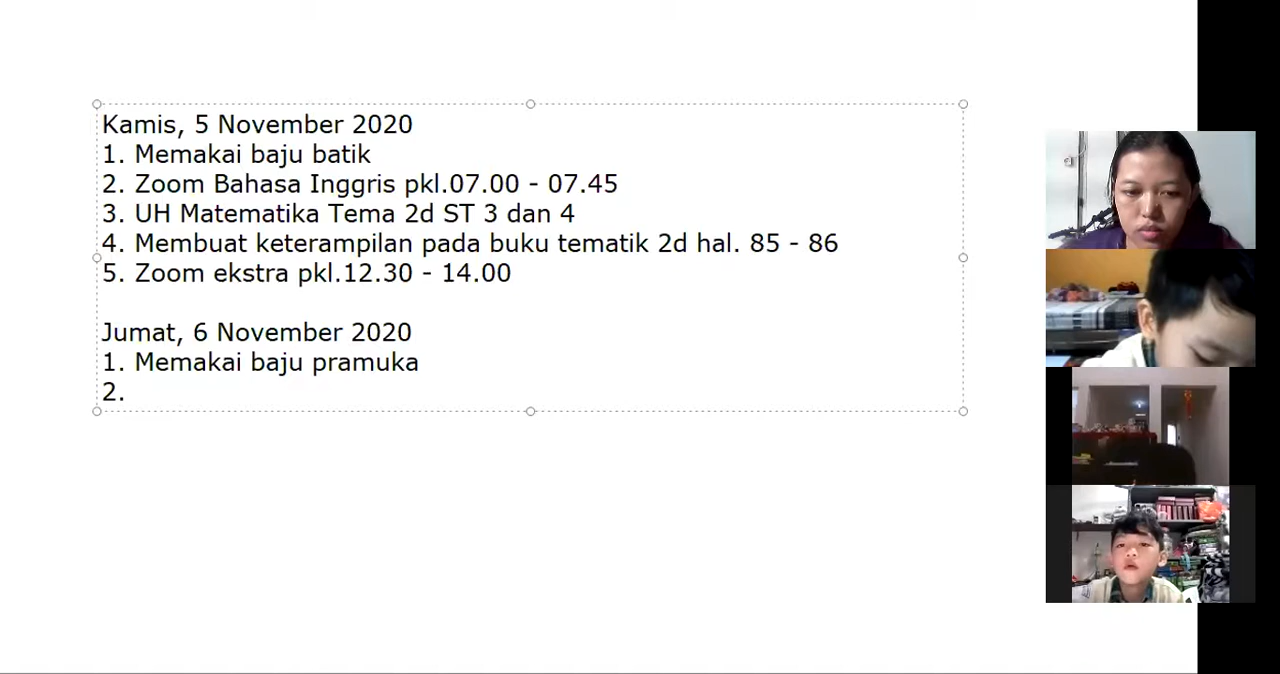 Kamis, 5 November 2020
1. Memakai baju batik
2. Zoom Bahasa Inggris pkl.07.00 - 07.45
3. UH Matematika Tema 2d ST 3 dan 4
4. Membuat keterampilan pada buku tematik 2d hal. 85 - 86
5. Zoom ekstra pkl.12.30 - 14.00
Jumat, 6 November 2020
1. Memakai baju pramuka
2.